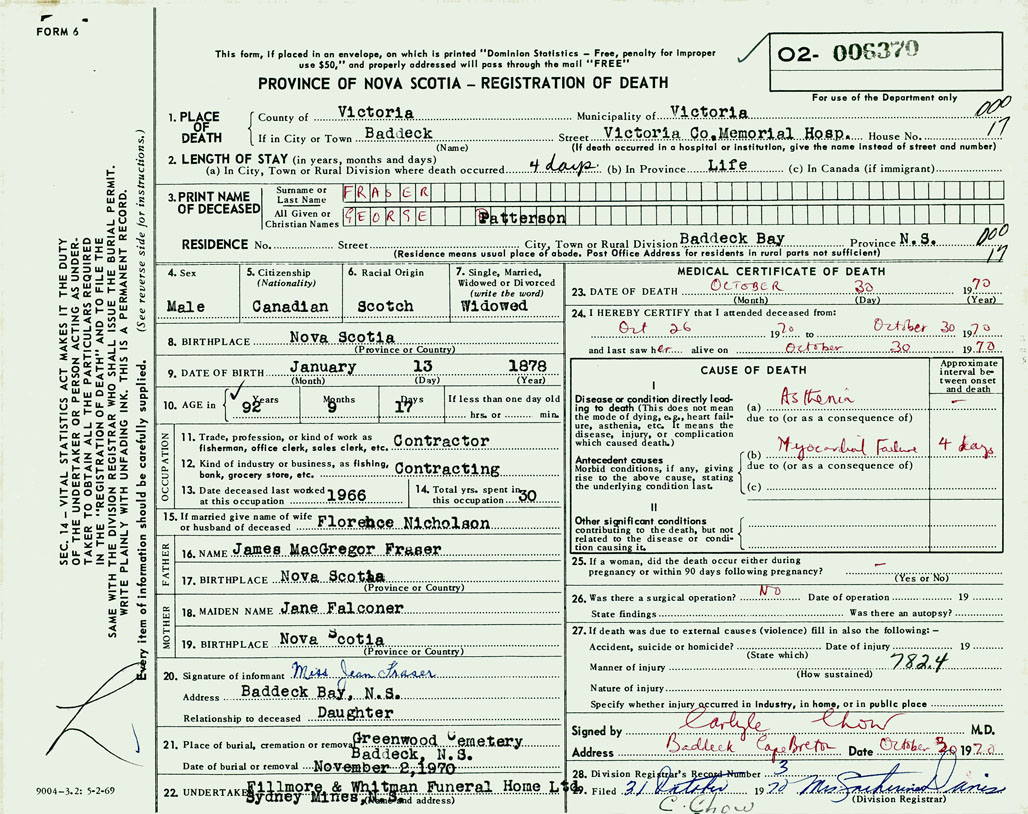 FORM 6
This form, if placed in an envelope, on which is printed "Dominion Statistics – Free, penalty for improper
use $50," and properly addressed will pass through the mail "FREE"
PROVINCE OF NOVA SCOTIA – REGISTRATION OF DEATH
O2- 006370
For use of the Department only
000
17
1. PLACE OF DEATH
County of Victoria Municipality of Victoria
If in City or Town Baddeck Street Victoria Co.Memorial Hosp. House No.
(Name) (If death occurred in a hospital or institution, give the name instead of street and number)
2. LENGTH OF STAY (in years, months and days)
(a) In City, Town or Rural Division where death occurred 4 days (b) In Province Life (c) In Canada (if immigrant)
3. PRINT NAME OF DECEASED
Surname or Last Name FRASER
All Given or Christian Names GEORGE Patterson
RESIDENCE No. Street City, Town or Rural Division Baddeck Bay Province N.S.
(Residence means usual place of abode. Post Office Address for residents in rural parts not sufficient)
000
17
4. Sex
Male
5. Citizenship
(Nationality)
Canadian
6. Racial Origin
Scotch
7. Single, Married,
Widowed or Divorced
(write the word)
Widowed
8. BIRTHPLACE Nova Scotia
(Province or Country)
9. DATE OF BIRTH January 13 1878
(Month) (Day) (Year)
10. AGE in Years Months Days If less than one day old
92 9 17 hrs. or min.
OCCUPATION
11. Trade, profession, or kind of work as
fisherman, office clerk, sales clerk, etc. Contractor
12. Kind of industry or business, as fishing,
bank, grocery store, etc. Contracting
13. Date deceased last worked
at this occupation 1966
14. Total yrs. spent in
this occupation 30
15. If married give name of wife
or husband of deceased Florence Nicholson
FATHER
16. NAME James MacGregor Fraser
17. BIRTHPLACE Nova Scotia
(Province or Country)
MOTHER
18. MAIDEN NAME Jane Falconer
19. BIRTHPLACE Nova Scotia
(Province or Country)
20. Signature of informant Miss Jean Fraser
Address Baddeck Bay, N.S.
Relationship to deceased Daughter
21. Place of burial, cremation or removal Greenwood Cemetery
Baddeck, N.S.
Date of burial or removal November 2,1970
22. UNDERTAKER Fillmore & Whitman Funeral Home Ltd.
Sydney Mines,N.S.
(Name and address)
MEDICAL CERTIFICATE OF DEATH
23. DATE OF DEATH OCTOBER 30 1970
(Month) (Day) (Year)
24. I HEREBY CERTIFY that I attended deceased from:
Oct 26 1970 to October 30 1970
and last saw her alive on October 30 1970
CAUSE OF DEATH
Approximate
interval be-
tween onset
and death
I
Disease or condition directly lead-
ing to death (This does not mean
the mode of dying, e.g., heart fail-
ure, asthenia, etc. It means the
disease, injury, or complication
which caused death.)
(a) Asthenia –
due to (or as a consequence of)
Antecedent causes
Morbid conditions, if any, giving
rise to the above cause, stating
the underlying condition last.
(b) Myocardial Failure 4 days
due to (or as a consequence of)
(c)
II
Other significant conditions
contributing to the death, but not
related to the disease or condi-
tion causing it.
25. If a woman, did the death occur either during
pregnancy or within 90 days following pregnancy? –
(Yes or No)
26. Was there a surgical operation? NO Date of operation 19
State findings Was there an autopsy?
27. If death was due to external causes (violence) fill in also the following: –
Accident, suicide or homicide? Date of injury 19
(State which)
Manner of injury 7824
(How sustained)
Nature of injury
Specify whether injury occurred in industry, in home, or in public place
Signed by Carlyle Chow M.D.
Address Baddeck Cape Breton Date October 30 1970
28. Division Registrar's Record Number 3
29. Filed 31 October 1970 Mrs Davis
C. Chow (Division Registrar)
SEC. 14 – VITAL STATISTICS ACT MAKES IT THE DUTY
OF THE UNDERTAKER OR PERSON ACTING AS UNDER-
TAKER TO OBTAIN ALL THE PARTICULARS REQUIRED
IN THE "REGISTRATION OF DEATH" AND TO FILE THE
SAME WITH THE DIVISION REGISTRAR WHO SHALL ISSUE THE BURIAL PERMIT.
WRITE PLAINLY WITH UNFADING INK. THIS IS A PERMANENT RECORD.
Every item of information should be carefully supplied. (See reverse side for instructions.)
9004–3.2: 5-2-69